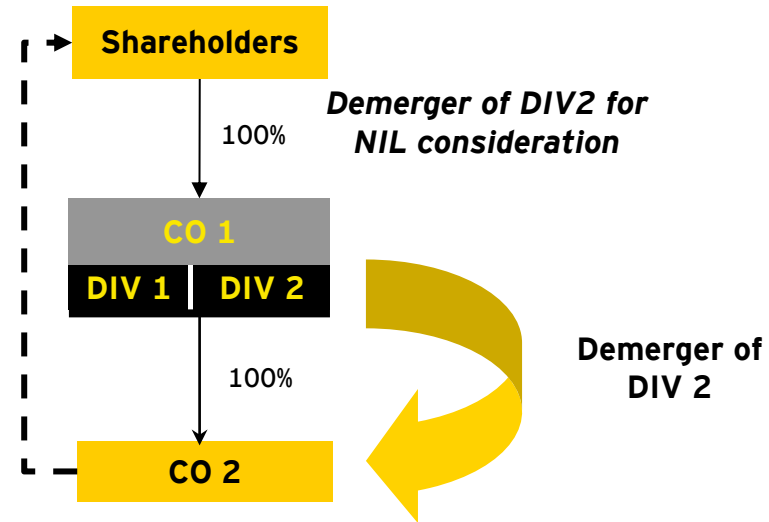 Shareholders
Demerger of DIV2 for
NIL consideration
100%
CO 1
DIV 1 DIV 2
100%
Demerger of
DIV 2
CO 2